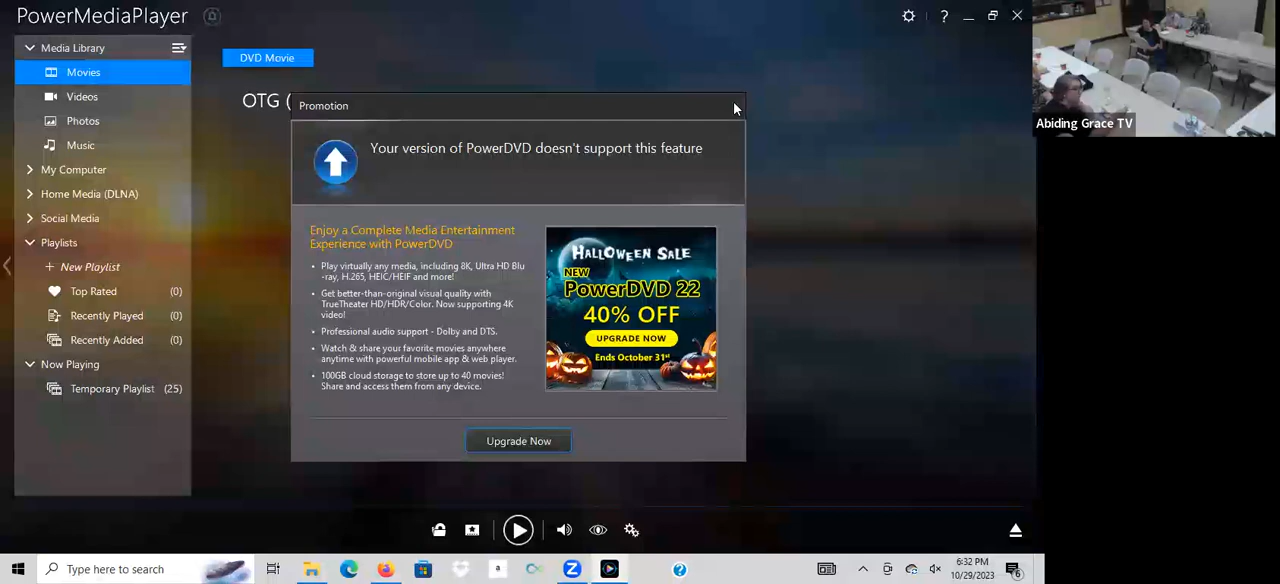 PowerMediaPlayer
Media Library
Movies
Videos
Photos
Music
My Computer
Home Media (DLNA)
Social Media
Playlists
+ New Playlist
Top Rated (0)
Recently Played (0)
Recently Added (0)
Now Playing
Temporary Playlist (25)
DVD Movie
OTG (
Promotion
Your version of PowerDVD doesn't support this feature
Enjoy a Complete Media Entertainment
Experience with PowerDVD
• Play virtually any media, including 8K, Ultra HD Blu
-ray, H.265, HEIC/HEIF and more!
• Get better-than-original visual quality with
TrueTheater HD/HDR/Color. Now supporting 4K
video!
• Professional audio support - Dolby and DTS.
• Watch & share your favorite movies anywhere
anytime with powerful mobile app & web player.
• 100GB cloud storage to store up to 40 movies!
Share and access them from any device.
HALLOWEEN SALE
NEW
PowerDVD 22
40% OFF
UPGRADE NOW
Ends October 31st
Upgrade Now
Abiding Grace TV
Type here to search
a
6:32 PM
10/29/2023
6